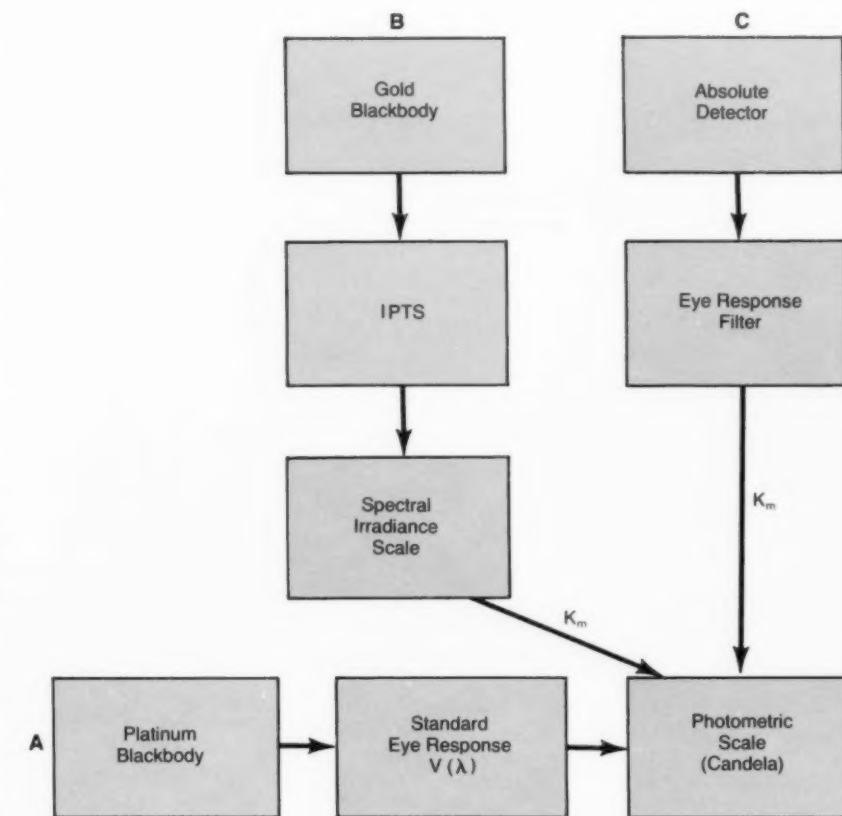 B
C
Gold
Blackbody
Absolute
Detector
IPTS
Eye Response
Filter
Spectral
Irradiance
Scale
Km
Km
A
Platinum
Blackbody
Standard
Eye Response
V (λ)
Photometric
Scale
(Candela)